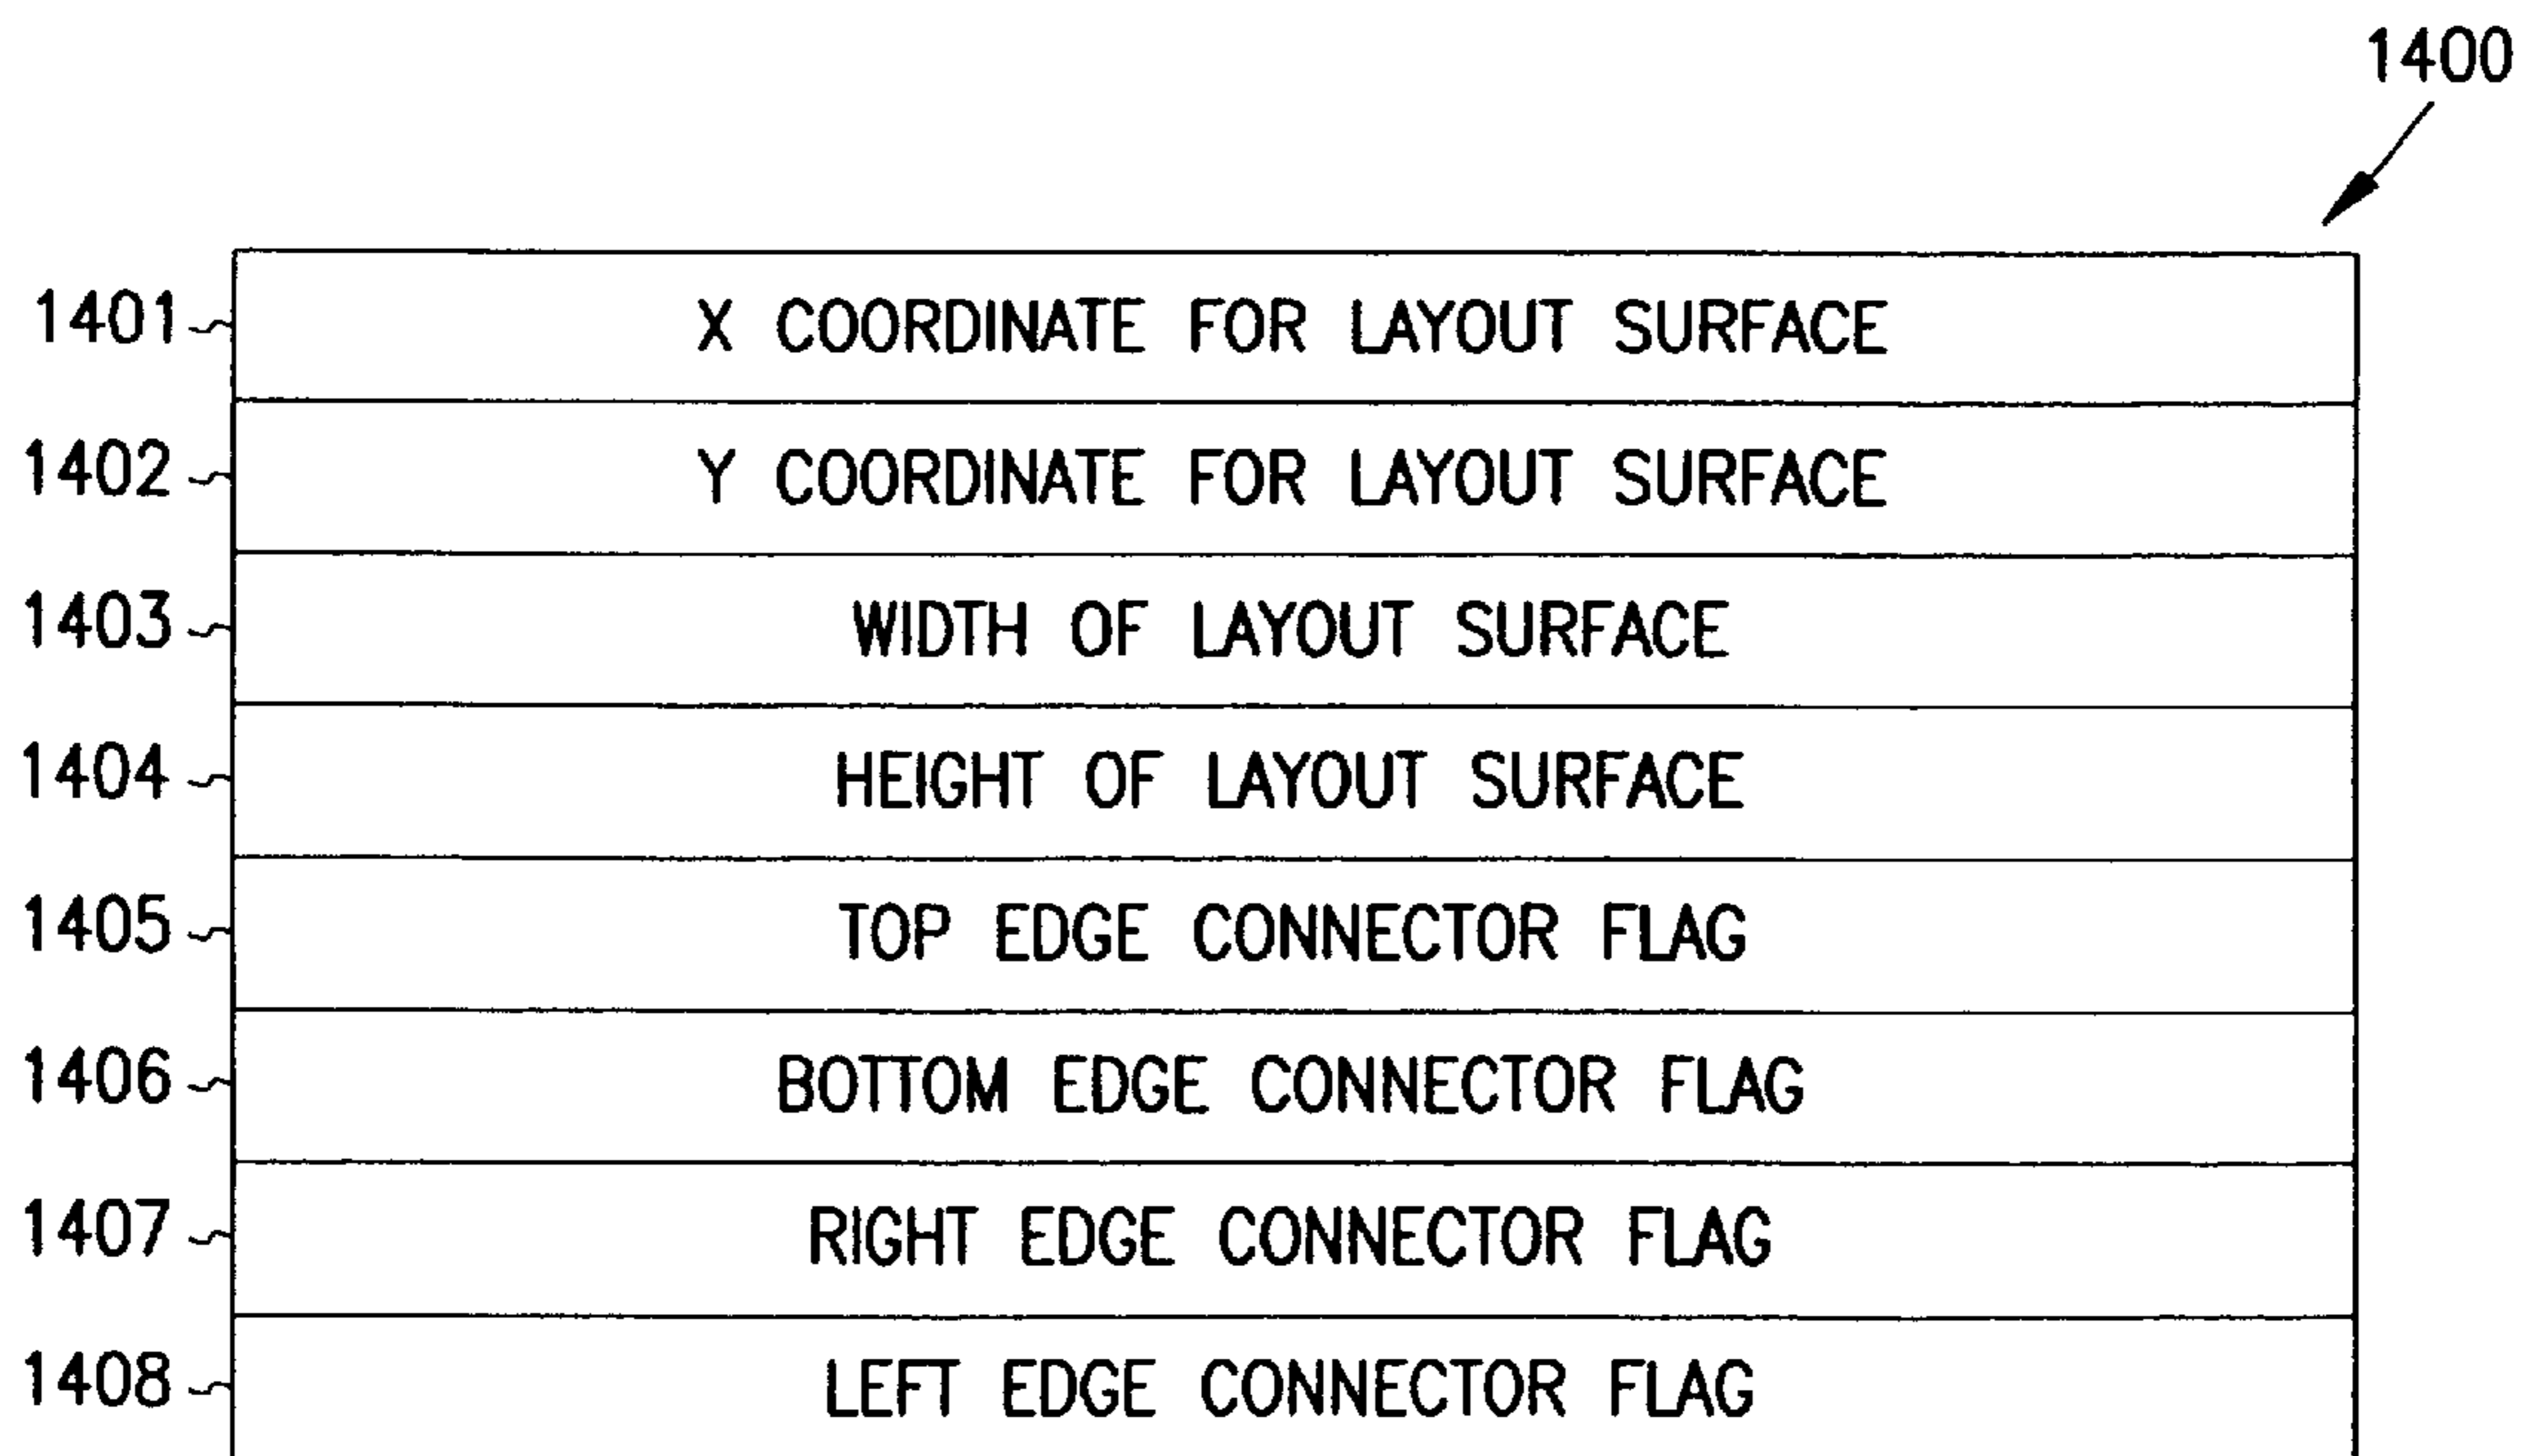 1400
1401 X COORDINATE FOR LAYOUT SURFACE
1402 Y COORDINATE FOR LAYOUT SURFACE
1403 WIDTH OF LAYOUT SURFACE
1404 HEIGHT OF LAYOUT SURFACE
1405 TOP EDGE CONNECTOR FLAG
1406 BOTTOM EDGE CONNECTOR FLAG
1407 RIGHT EDGE CONNECTOR FLAG
1408 LEFT EDGE CONNECTOR FLAG